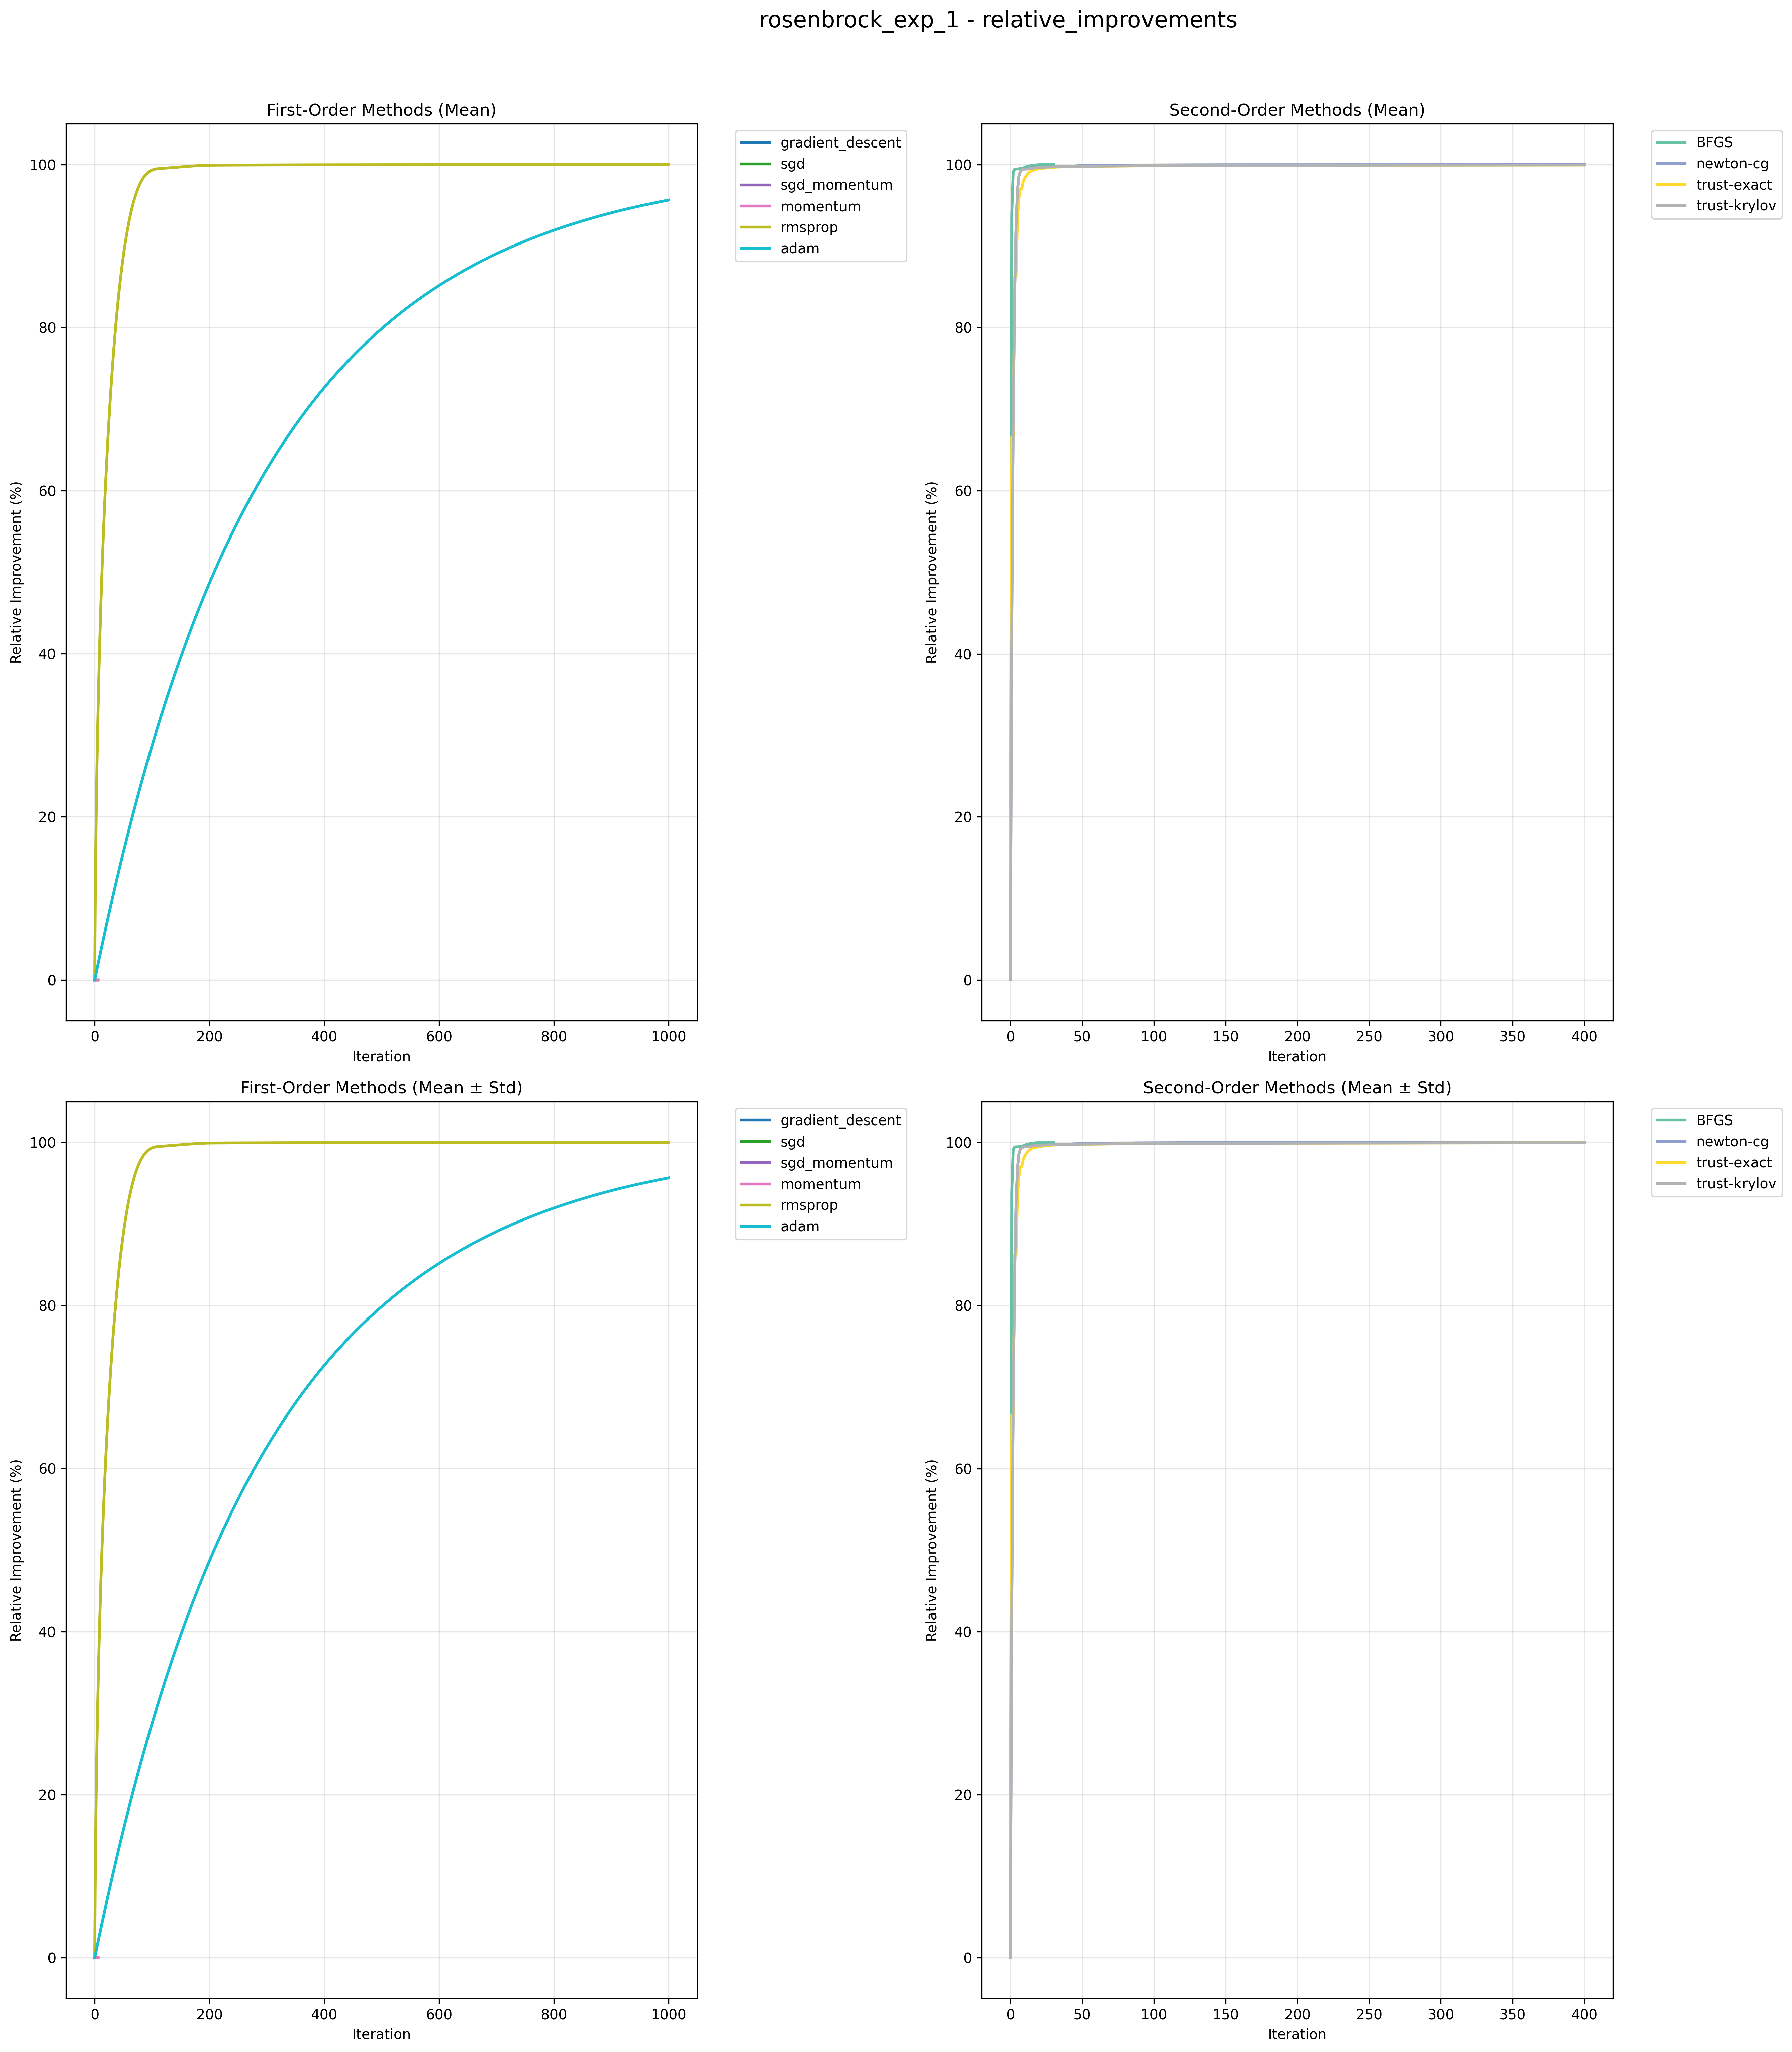 rosenbrock_exp_1 - relative_improvements
First-Order Methods (Mean)
Relative Improvement (%)
100
80
60
40
20
0
0 200 400 600 800 1000
Iteration
gradient_descent
sgd
sgd_momentum
momentum
rmsprop
adam
Second-Order Methods (Mean)
Relative Improvement (%)
100
80
60
40
20
0
0 50 100 150 200 250 300 350 400
Iteration
BFGS
newton-cg
trust-exact
trust-krylov
First-Order Methods (Mean ± Std)
Relative Improvement (%)
100
80
60
40
20
0
0 200 400 600 800 1000
Iteration
gradient_descent
sgd
sgd_momentum
momentum
rmsprop
adam
Second-Order Methods (Mean ± Std)
Relative Improvement (%)
100
80
60
40
20
0
0 50 100 150 200 250 300 350 400
Iteration
BFGS
newton-cg
trust-exact
trust-krylov